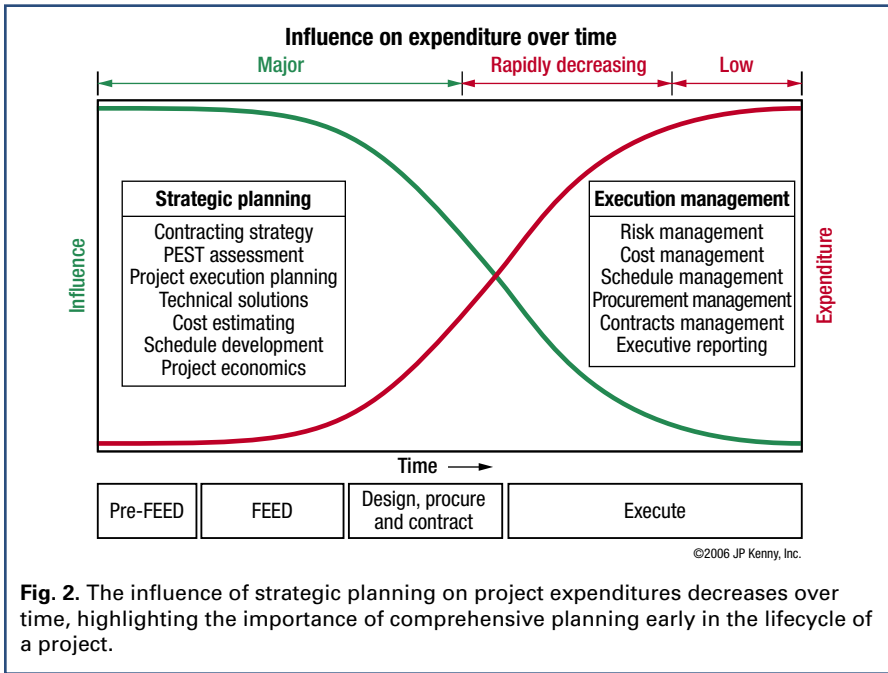 Influence on expenditure over time
Major
Rapidly decreasing
Low
Influence
Strategic planning
Contracting strategy
PEST assessment
Project execution planning
Technical solutions
Cost estimating
Schedule development
Project economics
Execution management
Risk management
Cost management
Schedule management
Procurement management
Contracts management
Executive reporting
Expenditure
Time
Pre-FEED
FEED
Design, procure
and contract
Execute
©2006 JP Kenny, Inc.
Fig. 2. The influence of strategic planning on project expenditures decreases over
time, highlighting the importance of comprehensive planning early in the lifecycle of
a project.